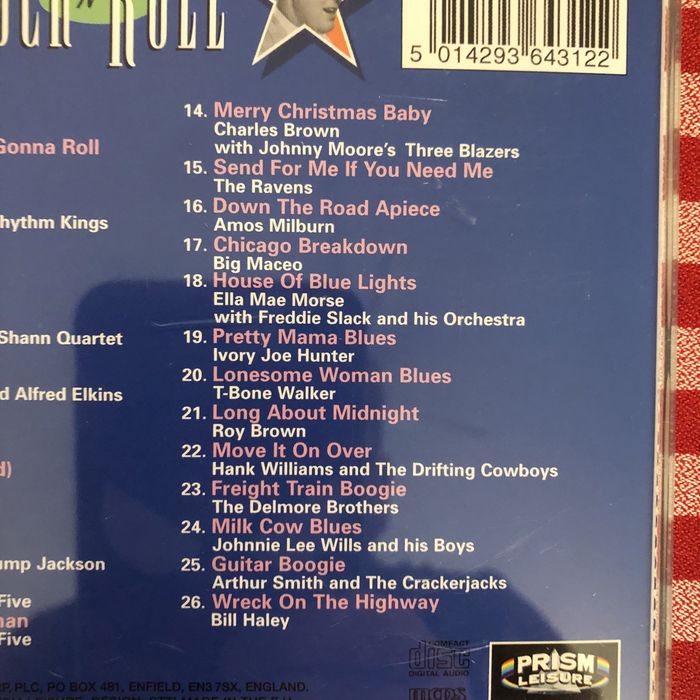 ROLL
5 014293 643122
Gonna Roll
hythm Kings
Shann Quartet
d Alfred Elkins
d)
ump Jackson
Five
nan
Five
14. Merry Christmas Baby
Charles Brown
with Johnny Moore's Three Blazers
15. Send For Me If You Need Me
The Ravens
16. Down The Road Apiece
Amos Milburn
17. Chicago Breakdown
Big Maceo
18. House Of Blue Lights
Ella Mae Morse
with Freddie Slack and his Orchestra
19. Pretty Mama Blues
Ivory Joe Hunter
20. Lonesome Woman Blues
T-Bone Walker
21. Long About Midnight
Roy Brown
22. Move It On Over
Hank Williams and The Drifting Cowboys
23. Freight Train Boogie
The Delmore Brothers
24. Milk Cow Blues
Johnnie Lee Wills and his Boys
25. Guitar Boogie
Arthur Smith and The Crackerjacks
26. Wreck On The Highway
Bill Haley
COMPACT
disc
DIGITAL AUDIO
PRISM
LEISURE
PLC, PO BOX 481, ENFIELD, EN3 7SX, ENGLAND.